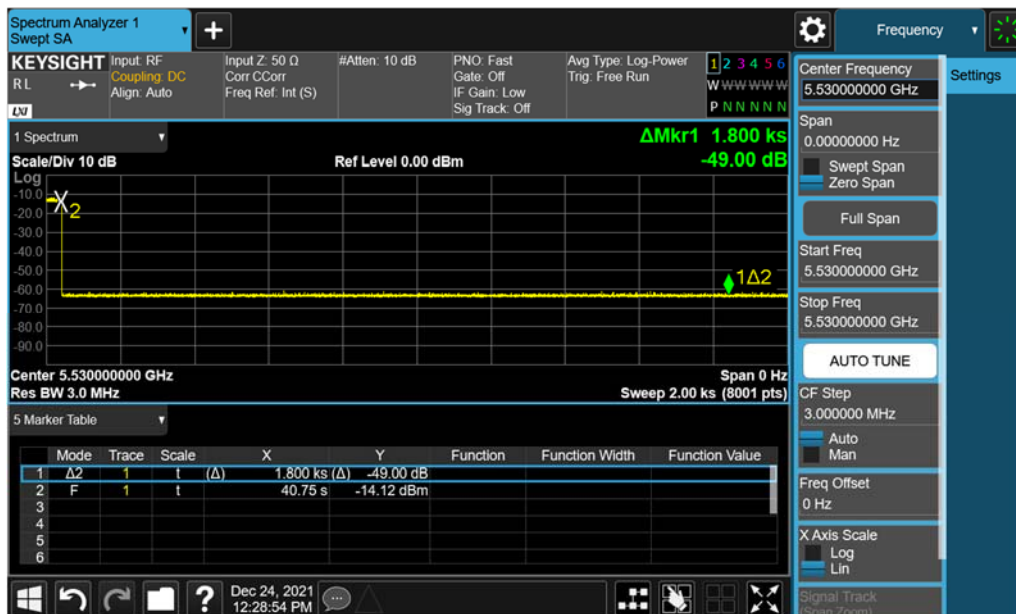 Spectrum Analyzer 1
Swept SA
Frequency
KEYSIGHT
R L
LXI
Input: RF
Coupling: DC
Align: Auto
Input Z: 50 Ω
Corr CCorr
Freq Ref: Int (S)
#Atten: 10 dB
PNO: Fast
Gate: Off
IF Gain: Low
Sig Track: Off
Avg Type: Log-Power
Trig: Free Run
1 2 3 4 5 6
W W W W W W
P N N N N N
1 Spectrum
Scale/Div 10 dB
Ref Level 0.00 dBm
ΔMkr1 1.800 ks
-49.00 dB
Log
-10.0
-20.0
-30.0
-40.0
-50.0
-60.0
-70.0
-80.0
-90.0
X2
1Δ2
Center 5.530000000 GHz
Span 0 Hz
Res BW 3.0 MHz
Sweep 2.00 ks (8001 pts)
5 Marker Table
Mode Trace Scale X Y Function Function Width Function Value
1 Δ2 1 t (Δ) 1.800 ks (Δ) -49.00 dB
2 F 1 t 40.75 s -14.12 dBm
3
4
5
6
?
Dec 24, 2021
12:28:54 PM
Center Frequency
5.530000000 GHz
Span
0.00000000 Hz
Swept Span
Zero Span
Full Span
Start Freq
5.530000000 GHz
Stop Freq
5.530000000 GHz
AUTO TUNE
CF Step
3.000000 MHz
Auto
Man
Freq Offset
0 Hz
X Axis Scale
Log
Lin
Signal Track
(Span Zoom)
Settings